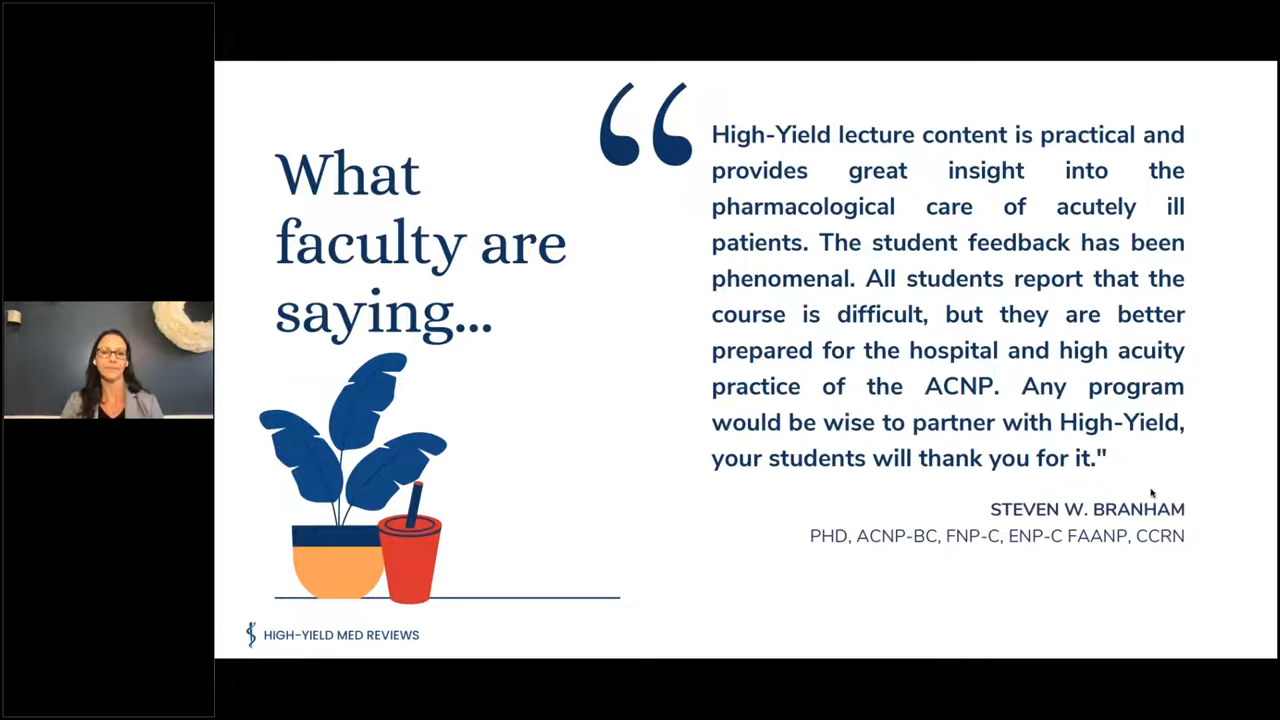 What
faculty are
saying...
“
High-Yield lecture content is practical and
provides great insight into the
pharmacological care of acutely ill
patients. The student feedback has been
phenomenal. All students report that the
course is difficult, but they are better
prepared for the hospital and high acuity
practice of the ACNP. Any program
would be wise to partner with High-Yield,
your students will thank you for it."
STEVEN W. BRANHAM
PHD, ACNP-BC, FNP-C, ENP-C FAANP, CCRN
HIGH-YIELD MED REVIEWS